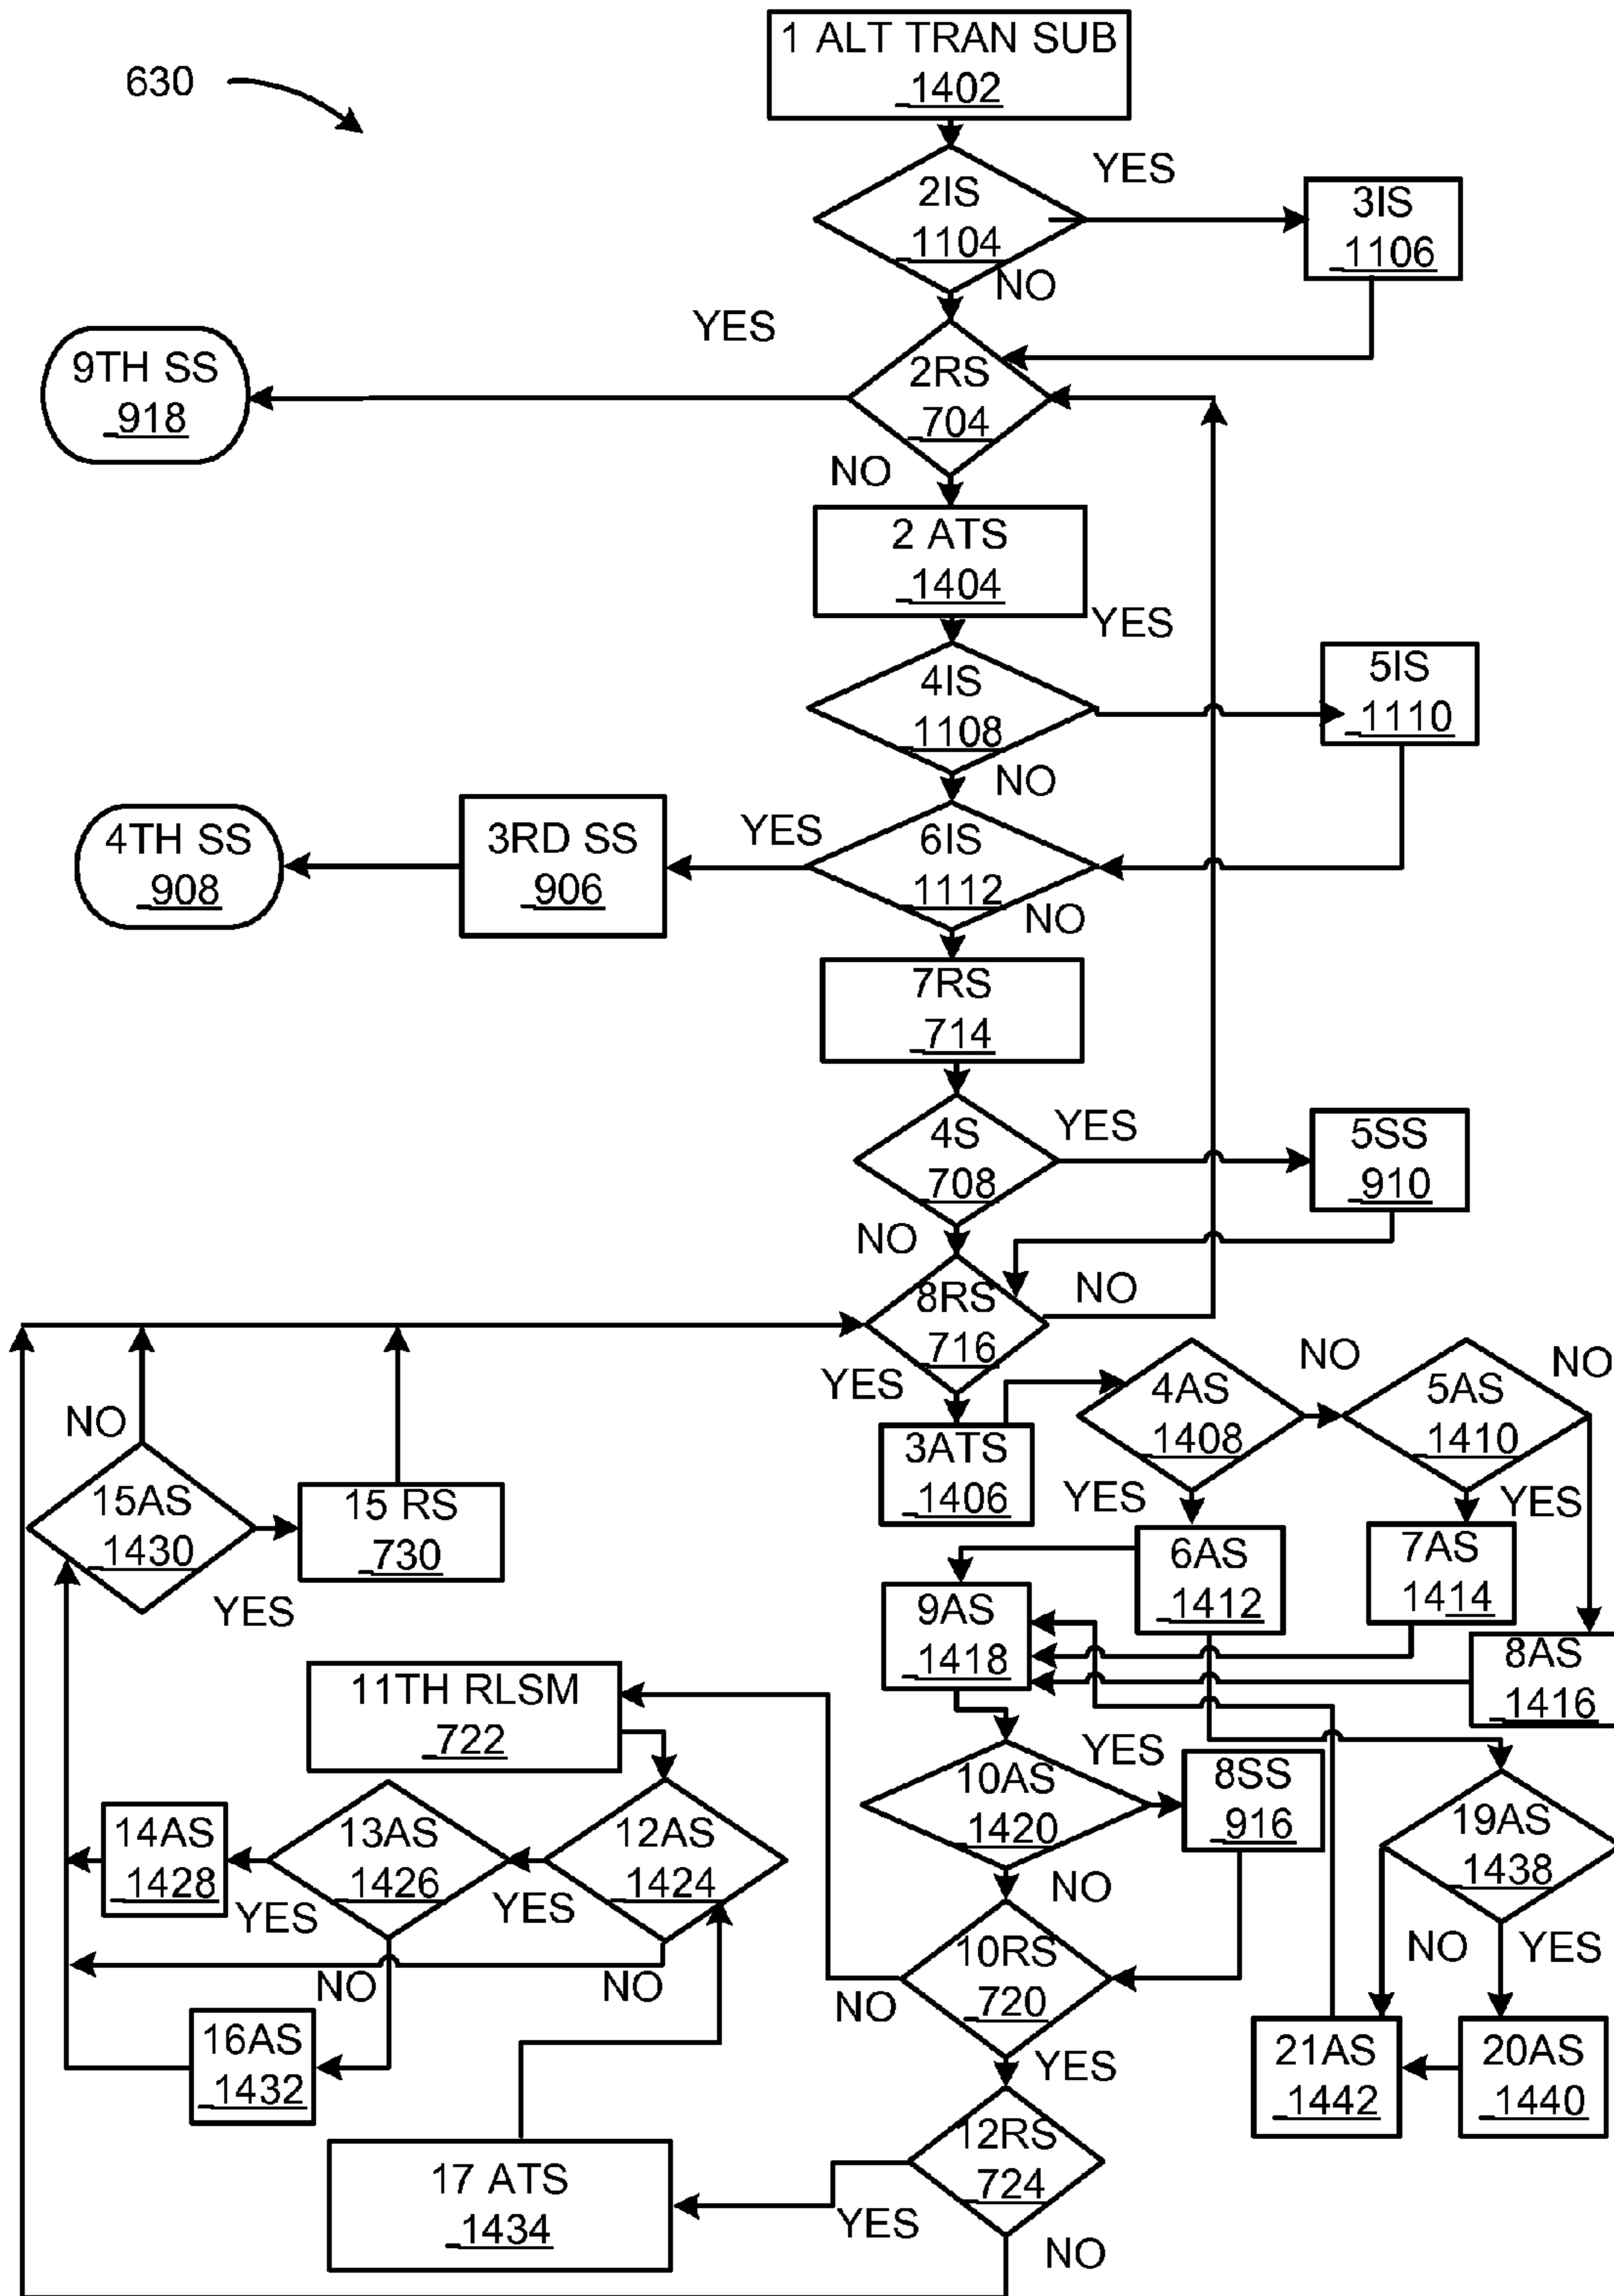 1 ALT TRAN SUB
1402
630
YES
2IS
1104
3IS
1106
NO
YES
9TH SS
918
2RS
704
NO
2 ATS
1404
YES
4IS
1108
5IS
1110
NO
4TH SS
908
3RD SS
906
YES
6IS
1112
NO
7RS
714
4S
708
YES
5SS
910
NO
8RS
716
NO
YES
4AS
1408
NO
5AS
1410
NO
NO
15AS
1430
YES
15 RS
730
3ATS
1406
YES
6AS
1412
YES
7AS
1414
9AS
1418
8AS
1416
11TH RLSM
722
10AS
1420
YES
8SS
916
14AS
1428
YES
13AS
1426
YES
12AS
1424
19AS
1438
NO
NO
NO
10RS
720
NO
NO
YES
16AS
1432
YES
21AS
1442
20AS
1440
17 ATS
1434
12RS
724
YES
NO